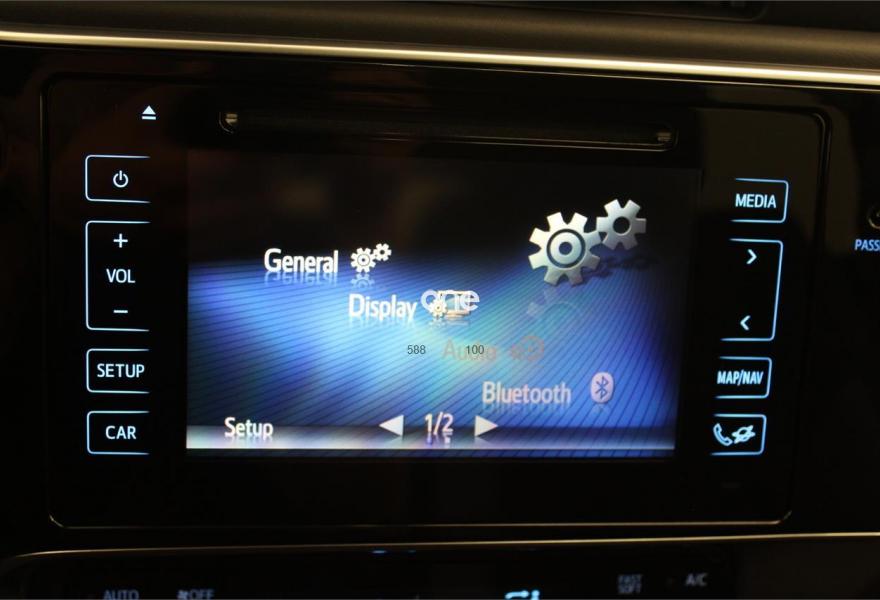 MEDIA
+
VOL
-
General
PASS
Display
one
588 100
Audio
SETUP
MAP/NAV
Bluetooth
Setup
1/2
CAR
AUTO
OFF
FAST
SOFT
A/C